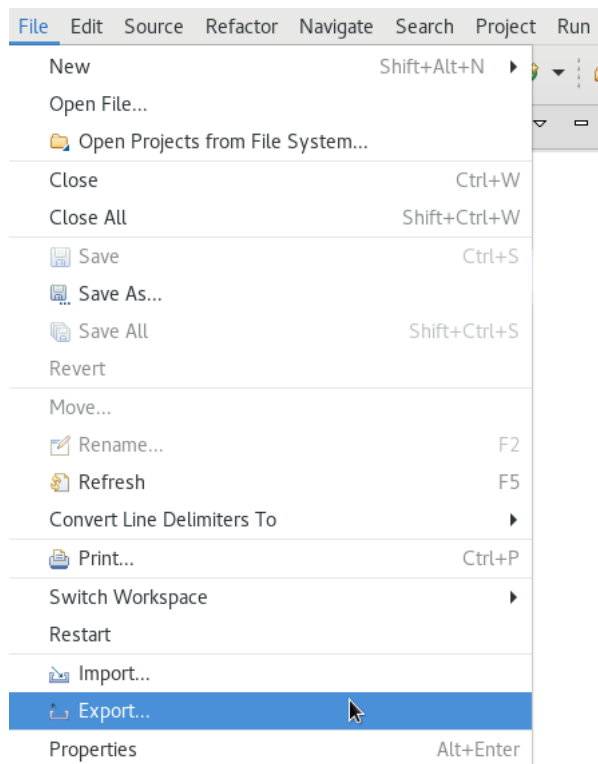 File Edit Source Refactor Navigate Search Project Run
New Shift+Alt+N
Open File...
Open Projects from File System...
Close Ctrl+W
Close All Shift+Ctrl+W
Save Ctrl+S
Save As...
Save All Shift+Ctrl+S
Revert
Move...
Rename... F2
Refresh F5
Convert Line Delimiters To
Print... Ctrl+P
Switch Workspace
Restart
Import...
Export...
Properties Alt+Enter